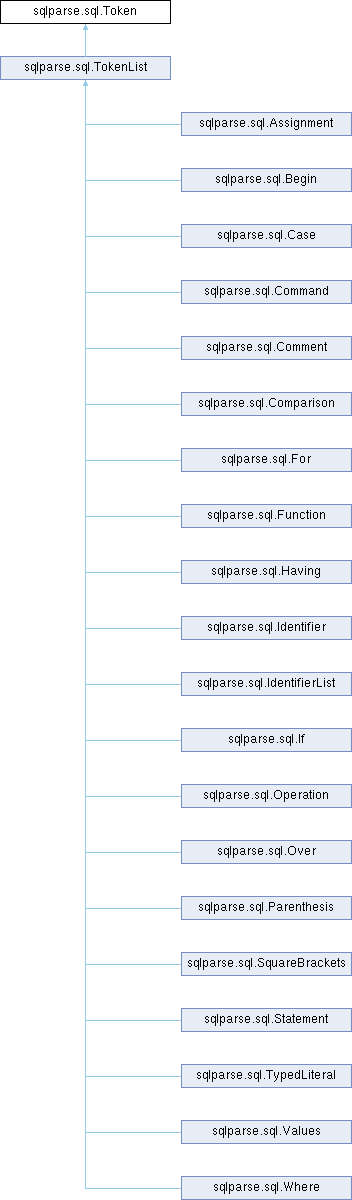 sqlparse.sql.Token
sqlparse.sql.TokenList
sqlparse.sql.Assignment
sqlparse.sql.Begin
sqlparse.sql.Case
sqlparse.sql.Command
sqlparse.sql.Comment
sqlparse.sql.Comparison
sqlparse.sql.For
sqlparse.sql.Function
sqlparse.sql.Having
sqlparse.sql.Identifier
sqlparse.sql.IdentifierList
sqlparse.sql.If
sqlparse.sql.Operation
sqlparse.sql.Over
sqlparse.sql.Parenthesis
sqlparse.sql.SquareBrackets
sqlparse.sql.Statement
sqlparse.sql.TypedLiteral
sqlparse.sql.Values
sqlparse.sql.Where